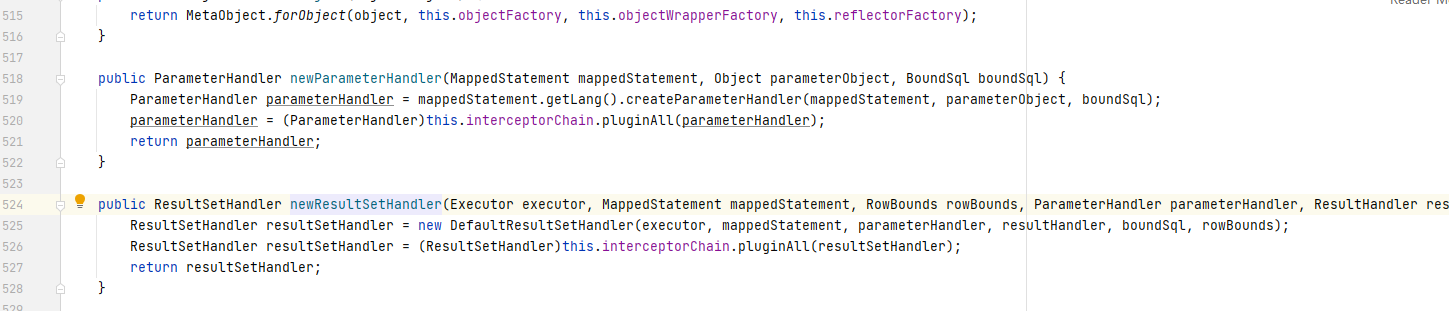 515 return MetaObject.forObject(object, this.objectFactory, this.objectWrapperFactory, this.reflectorFactory);
516 }
517
518 public ParameterHandler newParameterHandler(MappedStatement mappedStatement, Object parameterObject, BoundSql boundSql) {
519 ParameterHandler parameterHandler = mappedStatement.getLang().createParameterHandler(mappedStatement, parameterObject, boundSql);
520 parameterHandler = (ParameterHandler)this.interceptorChain.pluginAll(parameterHandler);
521 return parameterHandler;
522 }
523
524 public ResultSetHandler newResultSetHandler(Executor executor, MappedStatement mappedStatement, RowBounds rowBounds, ParameterHandler parameterHandler, ResultHandler res
525 ResultSetHandler resultSetHandler = new DefaultResultSetHandler(executor, mappedStatement, parameterHandler, resultHandler, boundSql, rowBounds);
526 ResultSetHandler resultSetHandler = (ResultSetHandler)this.interceptorChain.pluginAll(resultSetHandler);
527 return resultSetHandler;
528 }